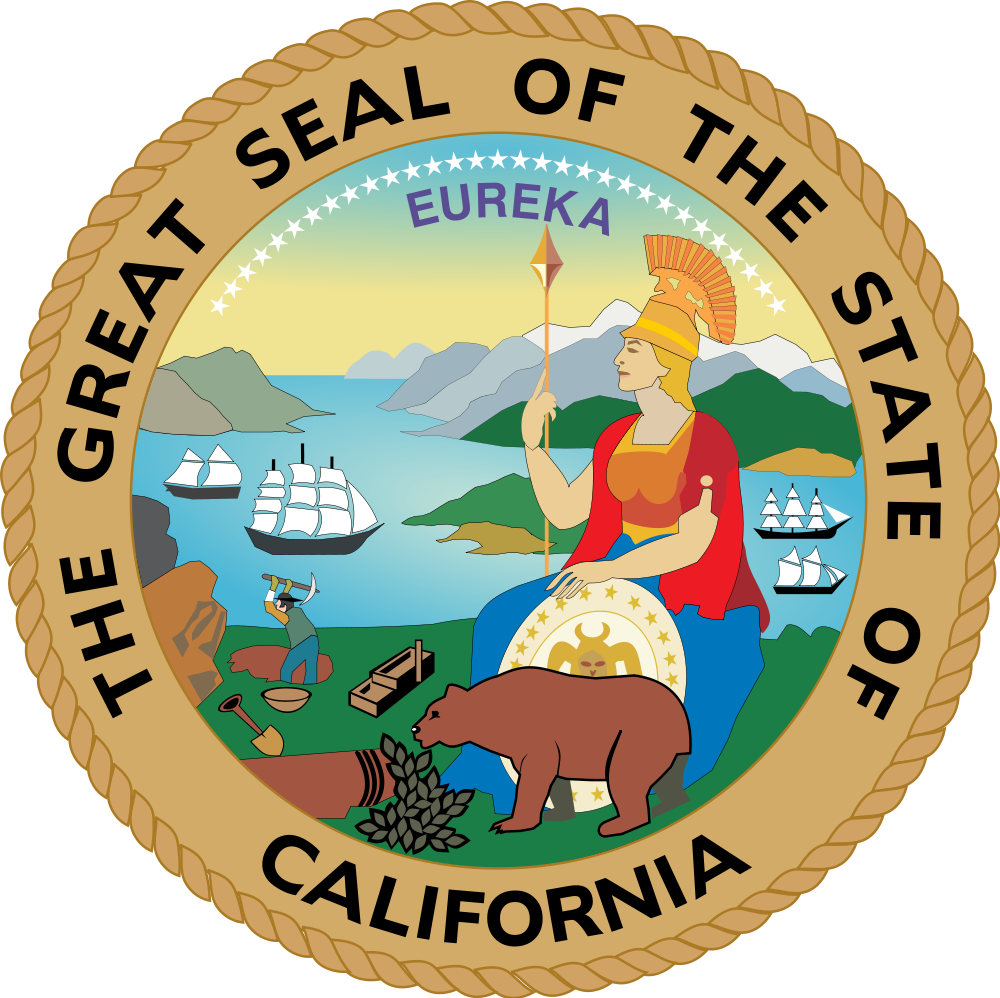 THE GREAT SEAL OF THE STATE OF
CALIFORNIA
EUREKA